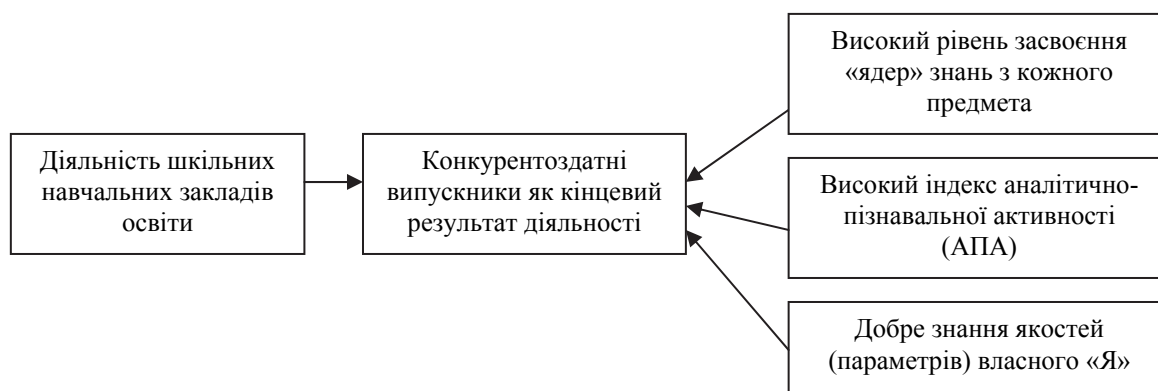 Діяльність шкільних
навчальних закладів
освіти
Конкурентоздатні
випускники як кінцевий
результат діяльності
Високий рівень засвоєння
«ядер» знань з кожного
предмета
Високий індекс аналітично-
пізнавальної активності
(АПА)
Добре знання якостей
(параметрів) власного «Я»